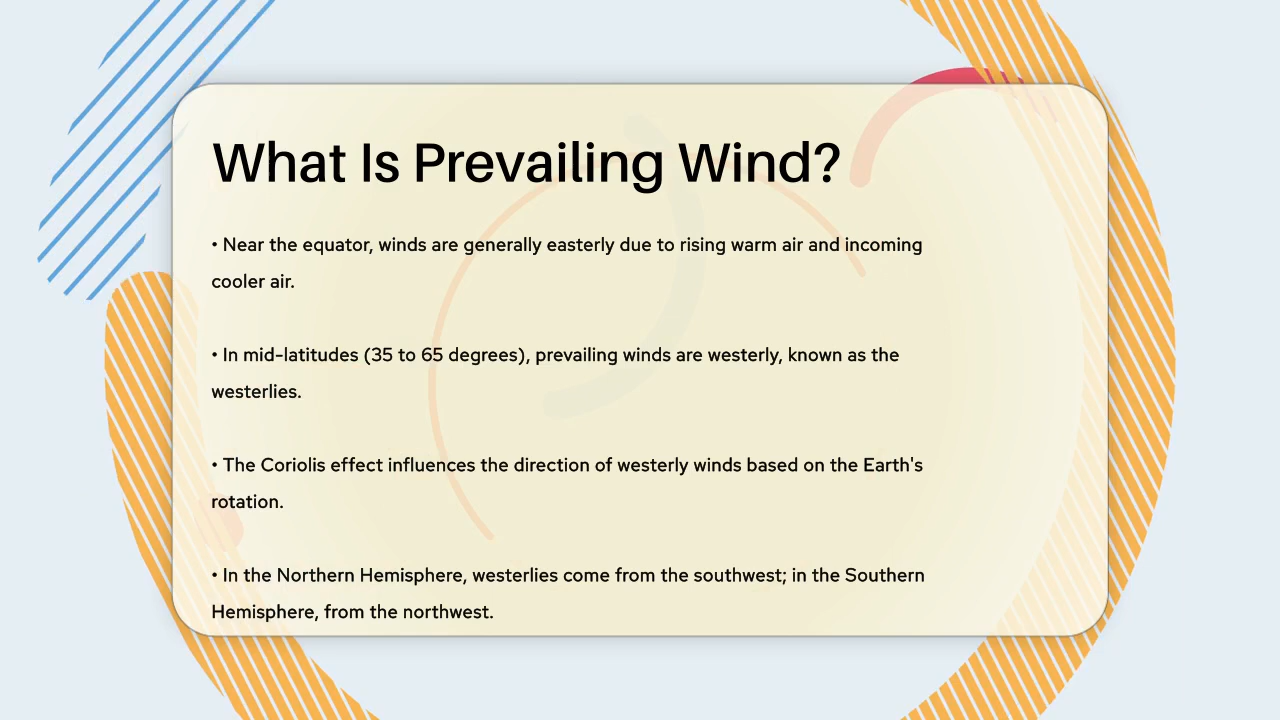 What Is Prevailing Wind?
• Near the equator, winds are generally easterly due to rising warm air and incoming
cooler air.
• In mid-latitudes (35 to 65 degrees), prevailing winds are westerly, known as the
westerlies.
• The Coriolis effect influences the direction of westerly winds based on the Earth's
rotation.
• In the Northern Hemisphere, westerlies come from the southwest; in the Southern
Hemisphere, from the northwest.